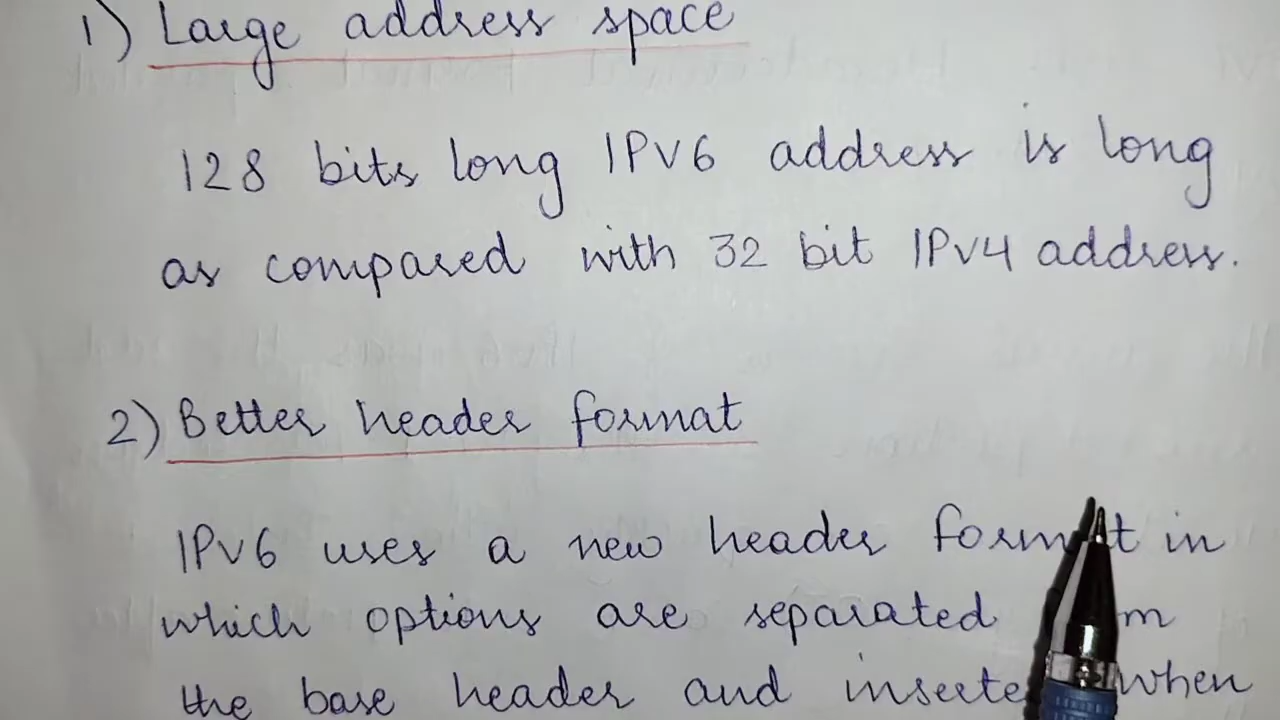 1) Large address space
128 bits long IPv6 address is long
as compared with 32 bit IPv4 address.
2) Better header format
IPv6 uses a new header format in
which options are separated
the base header and when